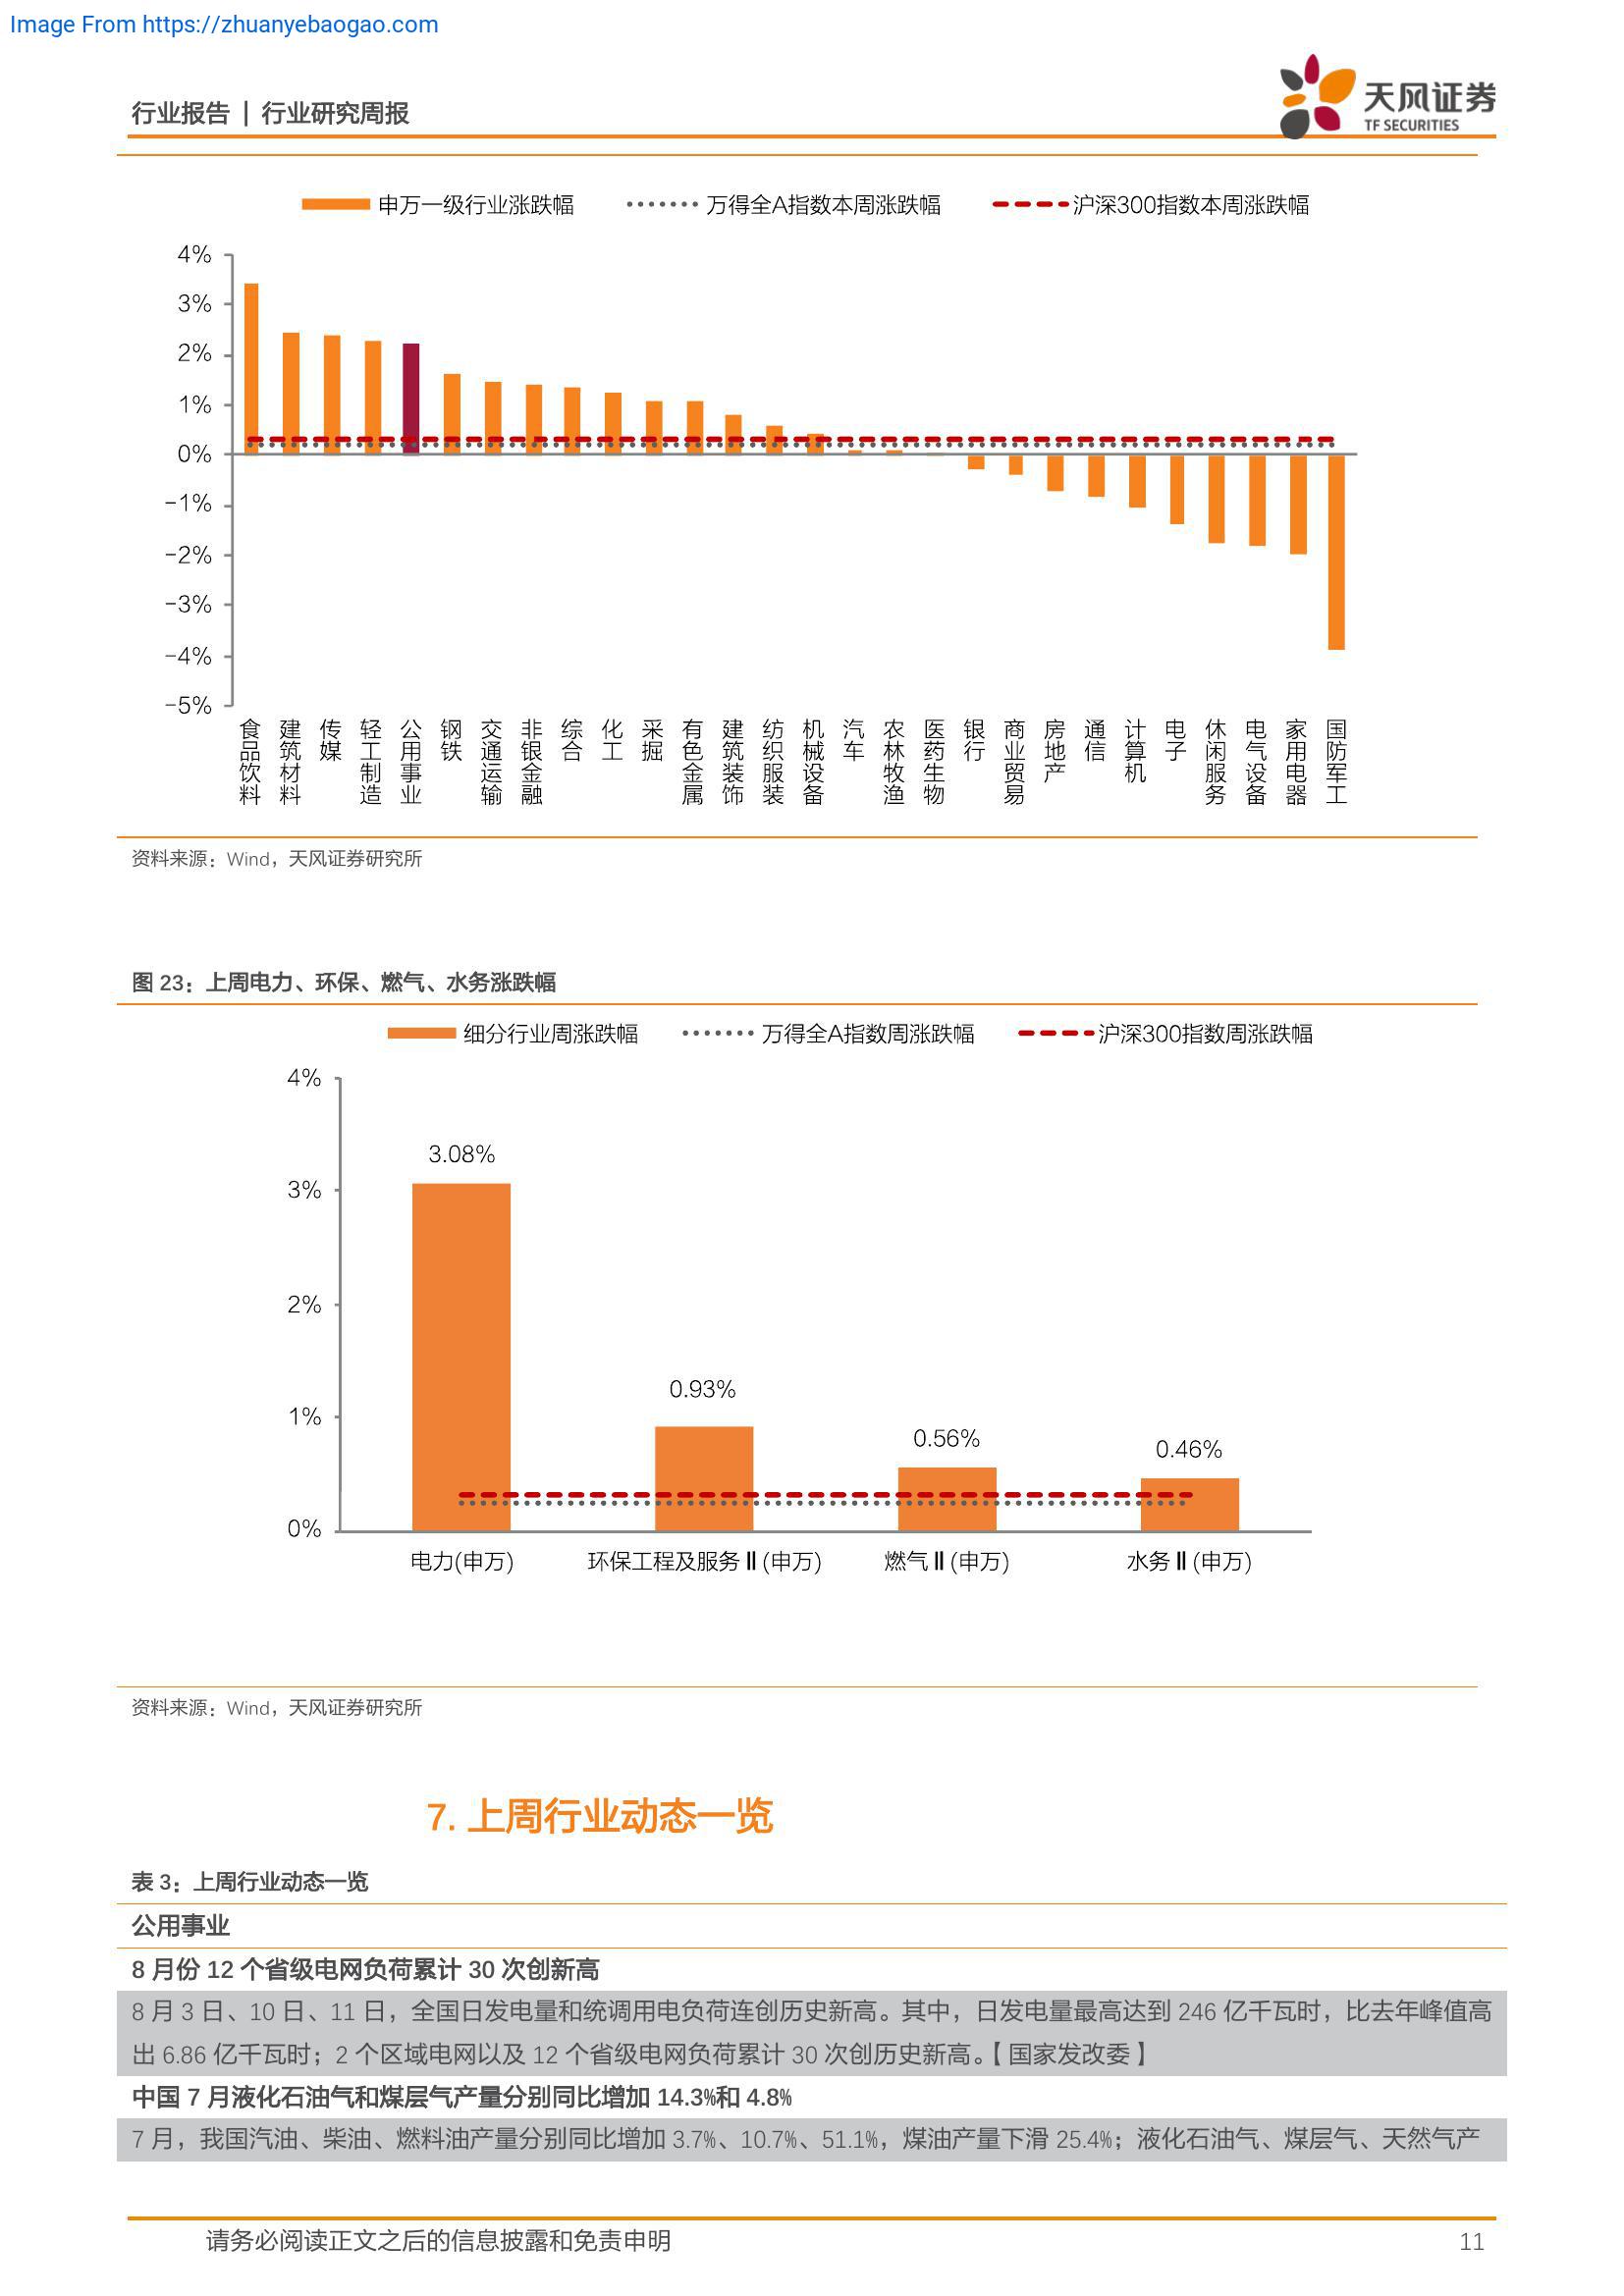 Image From https://zhuanyebaogao.com
行业报告 | 行业研究周报
天风证券
TF SECURITIES
申万一级行业涨跌幅 万得全A指数本周涨跌幅 沪深300指数本周涨跌幅
4%
3%
2%
1%
0%
-1%
-2%
-3%
-4%
-5%
食品饮料 建筑材料 传媒 轻工制造 公用事业 钢铁 交通运输 非银金融 综合 化工 采掘 有色金属 建筑装饰 纺织服装 机械设备 汽车 农林牧渔 医药生物 银行 商业贸易 房地产 通信 计算机 电子 休闲服务 电气设备 家用电器 国防军工
资料来源：Wind，天风证券研究所
图 23：上周电力、环保、燃气、水务涨跌幅
细分行业周涨跌幅 万得全A指数周涨跌幅 沪深300指数周涨跌幅
4%
3%
2%
1%
0%
3.08%
0.93%
0.56%
0.46%
电力(申万) 环保工程及服务Ⅱ(申万) 燃气Ⅱ(申万) 水务Ⅱ(申万)
资料来源：Wind，天风证券研究所
7. 上周行业动态一览
表 3：上周行业动态一览
公用事业
8 月份 12 个省级电网负荷累计 30 次创新高
8 月 3 日、10 日、11 日，全国日发电量和统调用电负荷连创历史新高。其中，日发电量最高达到 246 亿千瓦时，比去年峰值高
出 6.86 亿千瓦时；2 个区域电网以及 12 个省级电网负荷累计 30 次创历史新高。【国家发改委】
中国 7 月液化石油气和煤层气产量分别同比增加 14.3%和 4.8%
7 月，我国汽油、柴油、燃料油产量分别同比增加 3.7%、10.7%、51.1%，煤油产量下滑 25.4%；液化石油气、煤层气、天然气产
请务必阅读正文之后的信息披露和免责申明 11